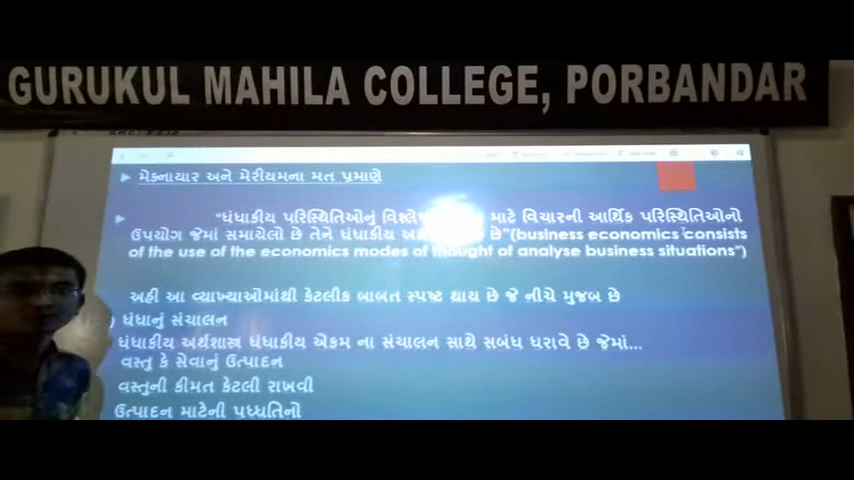 GURUKUL MAHILA COLLEGE, PORBANDAR
મેકનાયાર અને મેરીયમના મત પ્રમાણે
"ધંધાકીય પરિસ્થિતિઓનું માટે વિચારની આર્થિક પરિસ્થિતિઓનો
ઉપયોગ જેમાં સમાયેલો છે તેને ધંધાકીય છે"(business economics consists
of the use of the economics modes of thought of analyse business situations")
અહી આ વ્યાખ્યાઓમાંથી કેટલીક બાબત સ્પષ્ટ થાય છે જે નીચે મુજબ છે
) ધંધાનું સંચાલન
ધંધાકીય અર્થશાસ્ત્ર ધંધાકીય એકમ ના સંચાલન સાથે સબંધ ધરાવે છે જેમાં...
વસ્તુ કે સેવાનું ઉત્પાદન
વસ્તુની કીમત કેટલી રાખવી
ઉત્પાદન માટેની પધ્ધતિનો